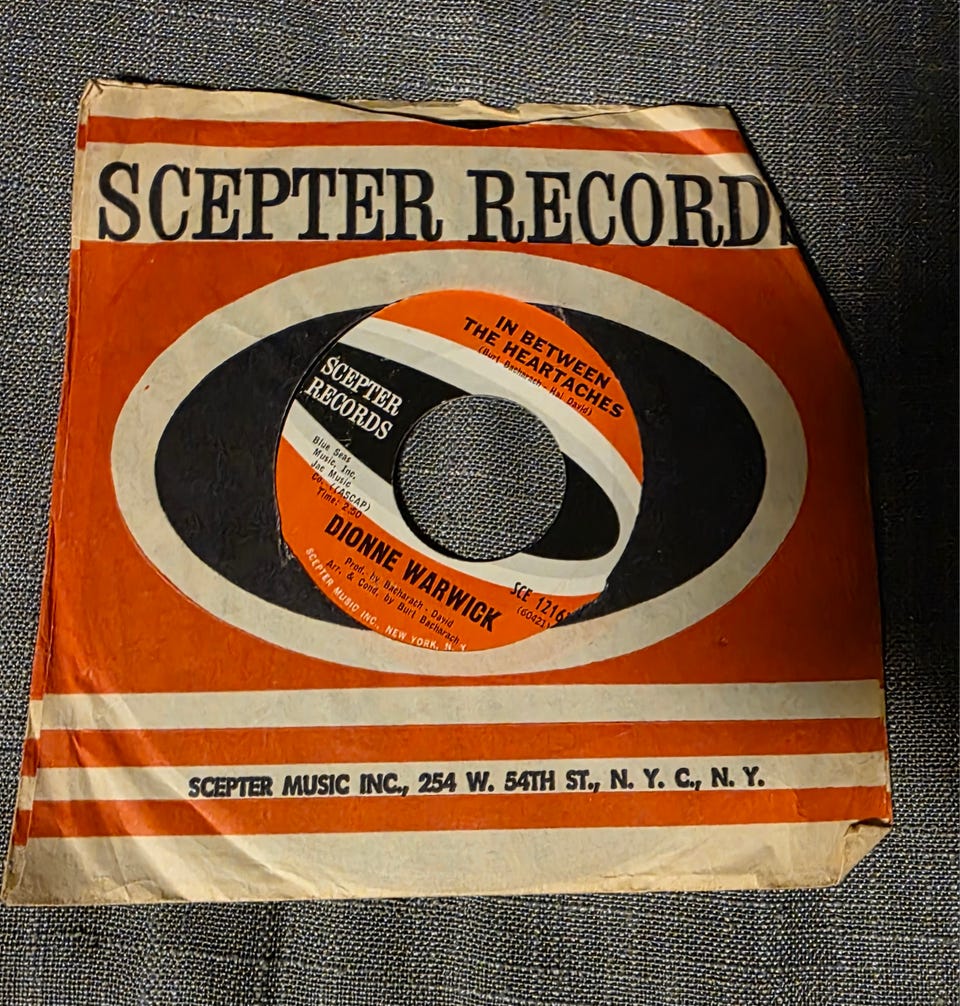 SCEPTER RECORD
IN BETWEEN
THE HEARTACHES
(Burt Bacharach - Hal David)
SCEPTER
RECORDS
Blue Seas
Music, Inc.
Jac Music
Co. (ASCAP)
Time: 2:50
DIONNE WARWICK
Prod. by Bacharach - David
Arr. & Cond. by Burt Bacharach
SCE 1216
(6042
SCEPTER MUSIC INC., NEW YORK, N. Y.
SCEPTER MUSIC INC., 254 W. 54TH ST., N. Y. C., N. Y.